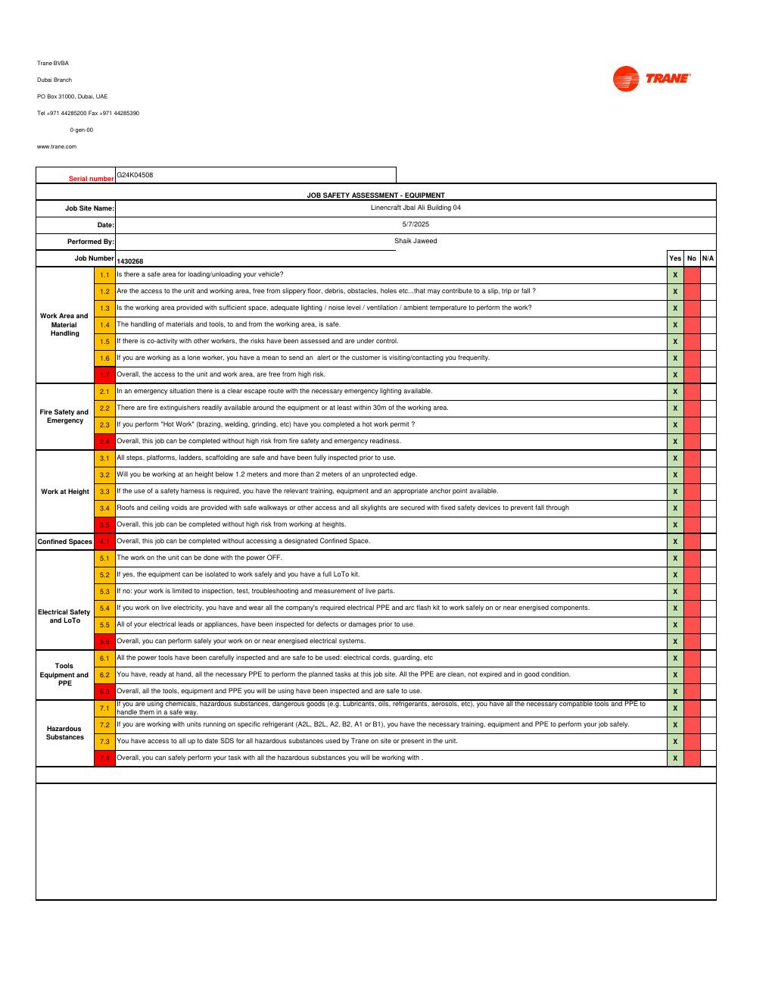 Trane BVBA
TRANE
Dubai Branch
PO Box 31000, Dubai, UAE
Tel +971 44285200 Fax +971 44285390
0-gen-00
www.trane.com
Serial number G24K04508
JOB SAFETY ASSESSMENT - EQUIPMENT
Job Site Name: Linencraft Jbal Ali Building 04
Date: 5/7/2025
Performed By: Shaik Jaweed
Job Number 1430268 Yes No N/A
Work Area and Material Handling
1.1 Is there a safe area for loading/unloading your vehicle? X
1.2 Are the access to the unit and working area, free from slippery floor, debris, obstacles, holes etc...that may contribute to a slip, trip or fall ? X
1.3 Is the working area provided with sufficient space, adequate lighting / noise level / ventilation / ambient temperature to perform the work? X
1.4 The handling of materials and tools, to and from the working area, is safe. X
1.5 If there is co-activity with other workers, the risks have been assessed and are under control. X
1.6 If you are working as a lone worker, you have a mean to send an  alert or the customer is visiting/contacting you frequenlty. X
1.7 Overall, the access to the unit and work area, are free from high risk. X
Fire Safety and Emergency
2.1 In an emergency situation there is a clear escape route with the necessary emergency lighting available. X
2.2 There are fire extinguishers readily available around the equipment or at least within 30m of the working area. X
2.3 If you perform "Hot Work" (brazing, welding, grinding, etc) have you completed a hot work permit ? X
2.4 Overall, this job can be completed without high risk from fire safety and emergency readiness. X
Work at Height
3.1 All steps, platforms, ladders, scaffolding are safe and have been fully inspected prior to use. X
3.2 Will you be working at an height below 1.2 meters and more than 2 meters of an unprotected edge. X
3.3 If the use of a safety harness is required, you have the relevant training, equipment and an appropriate anchor point available. X
3.4 Roofs and ceiling voids are provided with safe walkways or other access and all skylights are secured with fixed safety devices to prevent fall through X
3.5 Overall, this job can be completed without high risk from working at heights. X
Confined Spaces 4.1 Overall, this job can be completed without accessing a designated Confined Space. X
Electrical Safety and LoTo
5.1 The work on the unit can be done with the power OFF. X
5.2 If yes, the equipment can be isolated to work safely and you have a full LoTo kit. X
5.3 If no: your work is limited to inspection, test, troubleshooting and measurement of live parts. X
5.4 If you work on live electricity, you have and wear all the company's required electrical PPE and arc flash kit to work safely on or near energised components. X
5.5 All of your electrical leads or appliances, have been inspected for defects or damages prior to use. X
5.6 Overall, you can perform safely your work on or near energised electrical systems. X
Tools Equipment and PPE
6.1 All the power tools have been carefully inspected and are safe to be used: electrical cords, guarding, etc X
6.2 You have, ready at hand, all the necessary PPE to perform the planned tasks at this job site. All the PPE are clean, not expired and in good condition. X
6.3 Overall, all the tools, equipment and PPE you will be using have been inspected and are safe to use. X
Hazardous Substances
7.1 If you are using chemicals, hazardous substances, dangerous goods (e.g. Lubricants, oils, refrigerants, aerosols, etc), you have all the necessary compatible tools and PPE to
handle them in a safe way. X
7.2 If you are working with units running on specific refrigerant (A2L, B2L, A2, B2, A1 or B1), you have the necessary training, equipment and PPE to perform your job safely. X
7.3 You have access to all up to date SDS for all hazardous substances used by Trane on site or present in the unit. X
7.4 Overall, you can safely perform your task with all the hazardous substances you will be working with . X